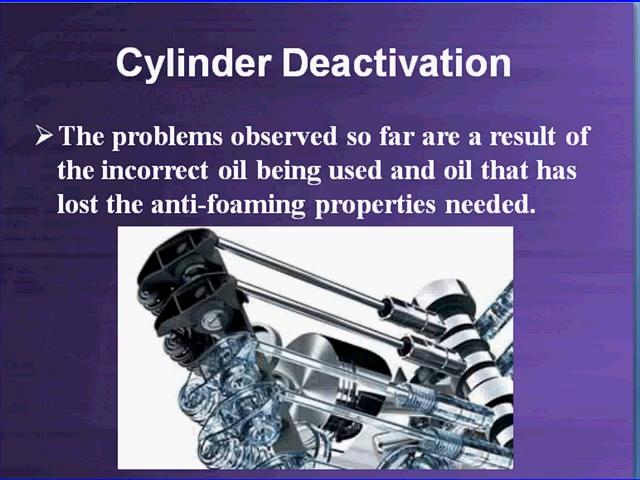 Cylinder Deactivation
➢The problems observed so far are a result of
the incorrect oil being used and oil that has
lost the anti-foaming properties needed.